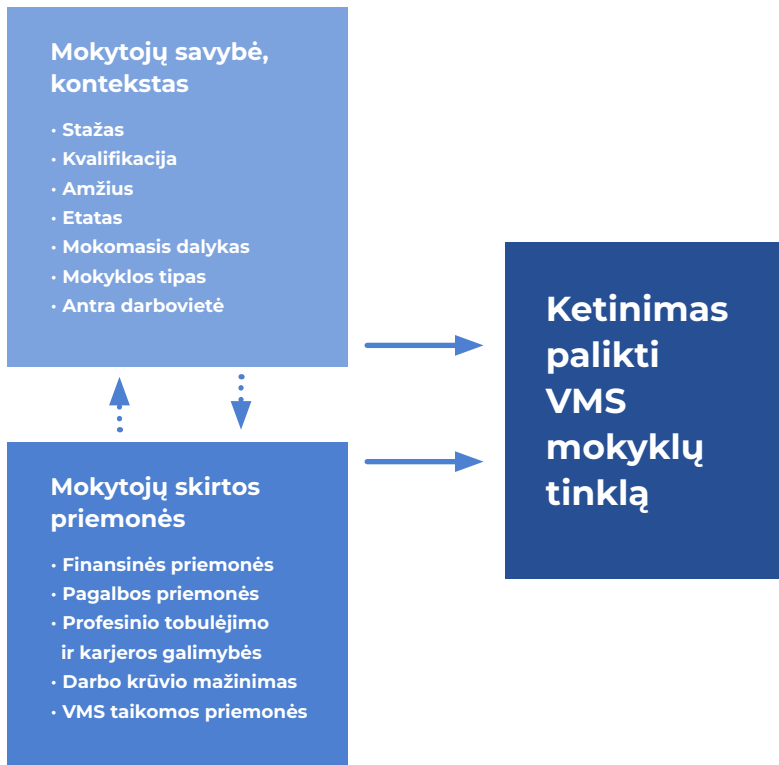 Mokytojų savybė,
kontekstas
· Stažas
· Kvalifikacija
· Amžius
· Etatas
· Mokomasis dalykas
· Mokyklos tipas
· Antra darbovietė
Mokytojų skirtos
priemonės
· Finansinės priemonės
· Pagalbos priemonės
· Profesinio tobulėjimo
ir karjeros galimybės
· Darbo krūvio mažinimas
· VMS taikomos priemonės
Ketinimas
palikti
VMS
mokyklų
tinklą